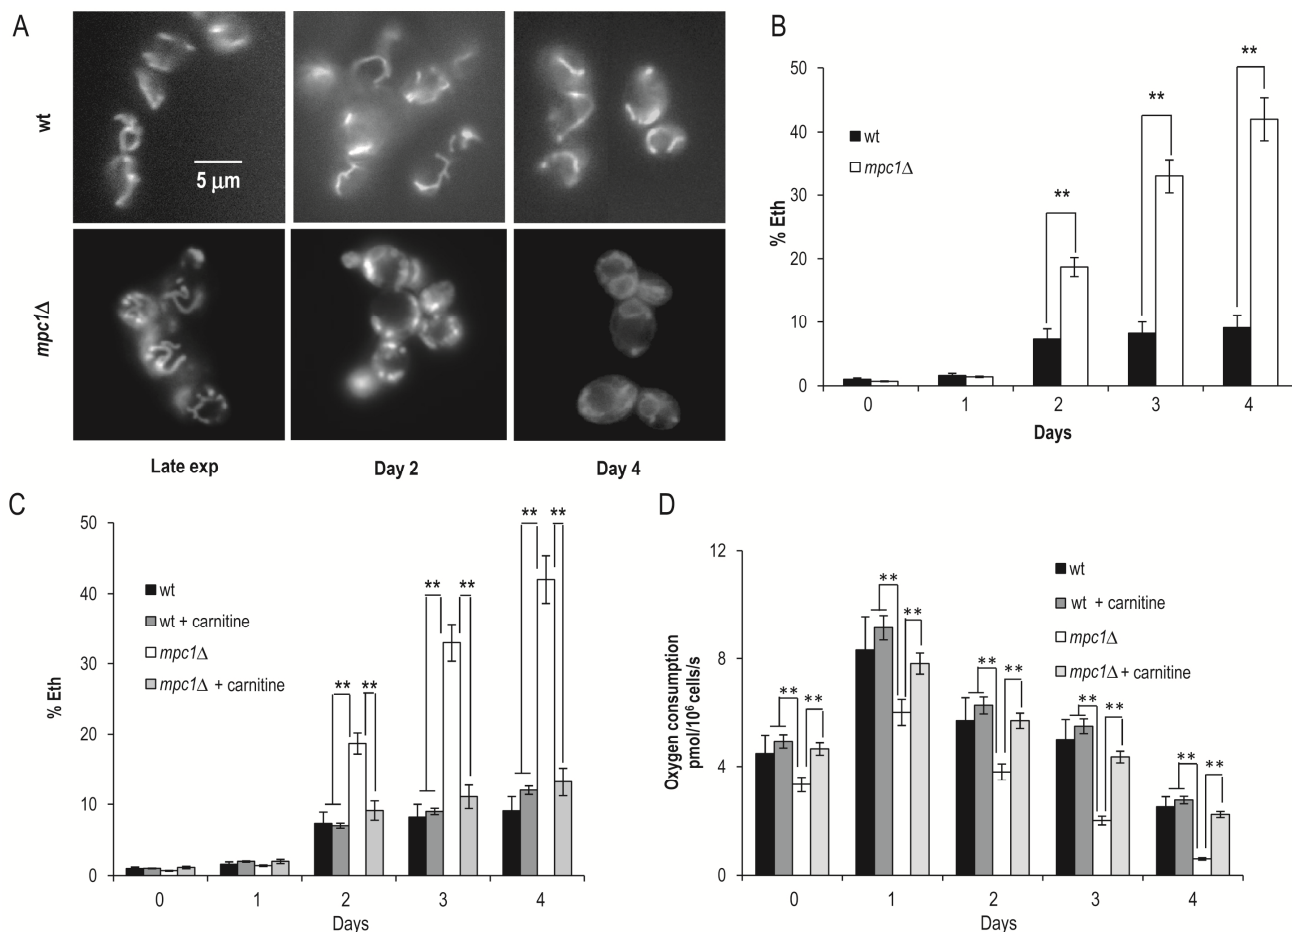 A
wt
5 µm
mpc1Δ
Late exp
Day 2
Day 4
B
50
40
30
20
10
0
% Eth
wt
mpc1Δ
**
**
**
0 1 2 3 4
Days
C
50
40
30
20
10
0
% Eth
wt
wt + carnitine
mpc1Δ
mpc1Δ + carnitine
** **
** **
** **
0 1 2 3 4
Days
D
12
8
4
0
Oxygen consumption
pmol/10⁶ cells/s
wt
wt + carnitine
mpc1Δ
mpc1Δ + carnitine
** **
** **
** **
** **
** **
0 1 2 3 4
Days